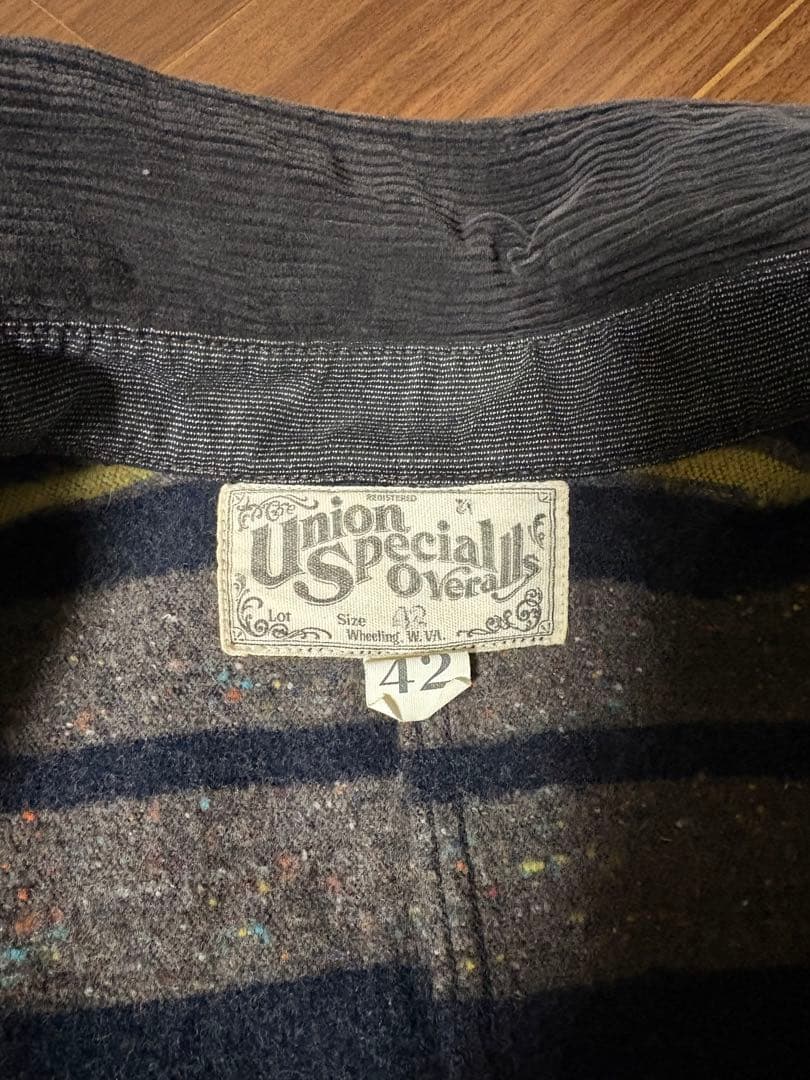 REGISTERED
Union
Special
Overalls
Lot Size 42
Wheeling, W. VA.
42